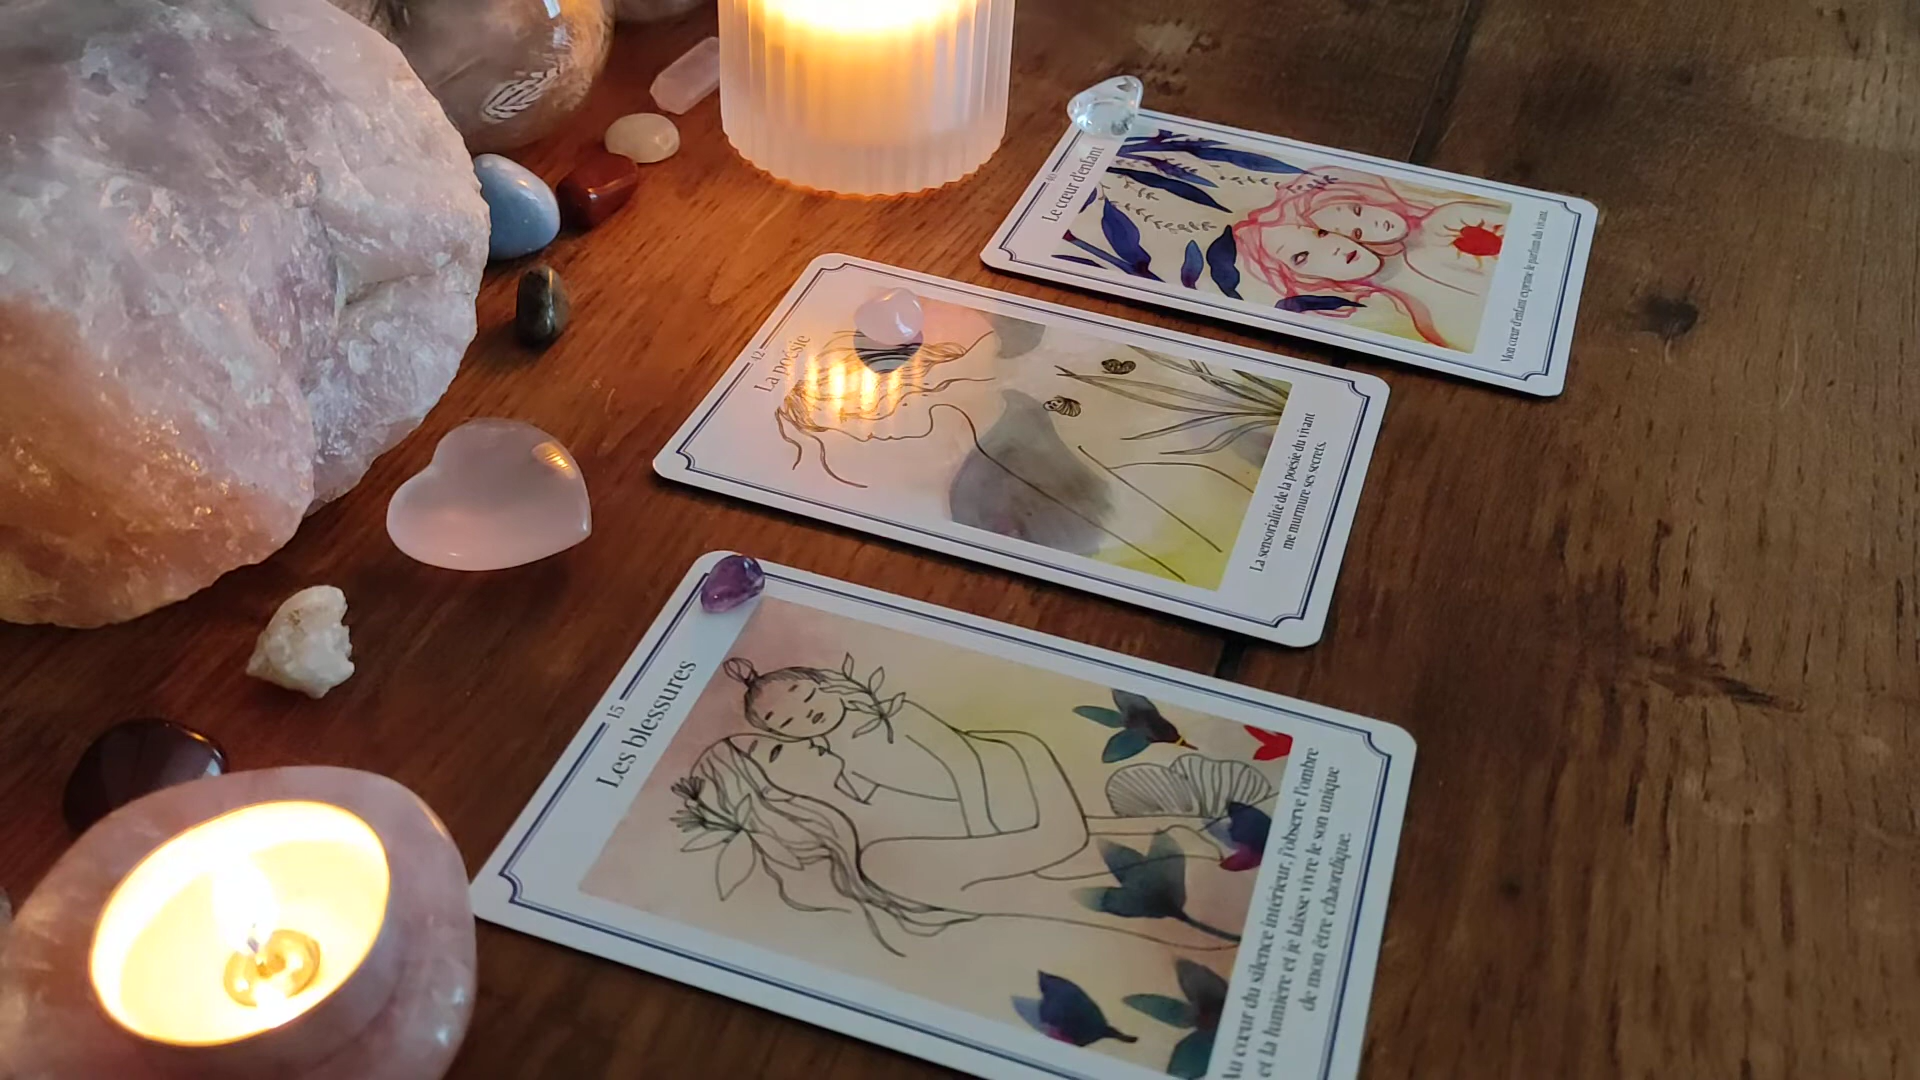 Le cœur d'enfant
Mon cœur d'enfant exprime le parfum du vivant.
42
La poésie
La sensorialité de la poésie du vivant
me murmure ses secrets.
15
Les blessures
Au cœur du silence intérieur, j'observe l'ombre
et la lumière et je laisse vivre le son unique
de mon être chaordique.